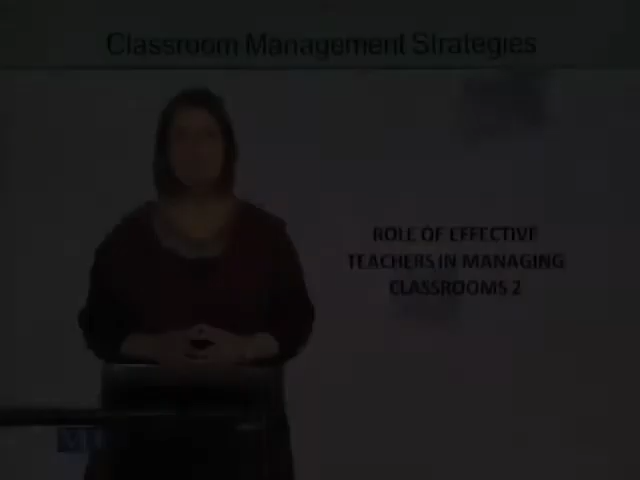 Classroom Management Strategies
ROLE OF EFFECTIVE
TEACHERS IN MANAGING
CLASSROOMS 2